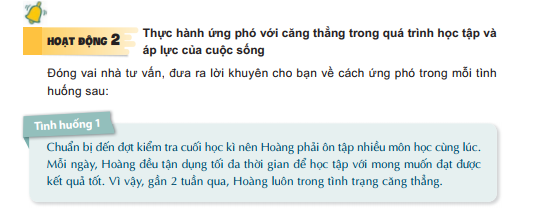 HOẠT ĐỘNG 2
Thực hành ứng phó với căng thẳng trong quá trình học tập và
áp lực của cuộc sống
Đóng vai nhà tư vấn, đưa ra lời khuyên cho bạn về cách ứng phó trong mỗi tình
huống sau:
Tình huống 1
Chuẩn bị đến đợt kiểm tra cuối học kì nên Hoàng phải ôn tập nhiều môn học cùng lúc.
Mỗi ngày, Hoàng đều tận dụng tối đa thời gian để học tập với mong muốn đạt được
kết quả tốt. Vì vậy, gần 2 tuần qua, Hoàng luôn trong tình trạng căng thẳng.